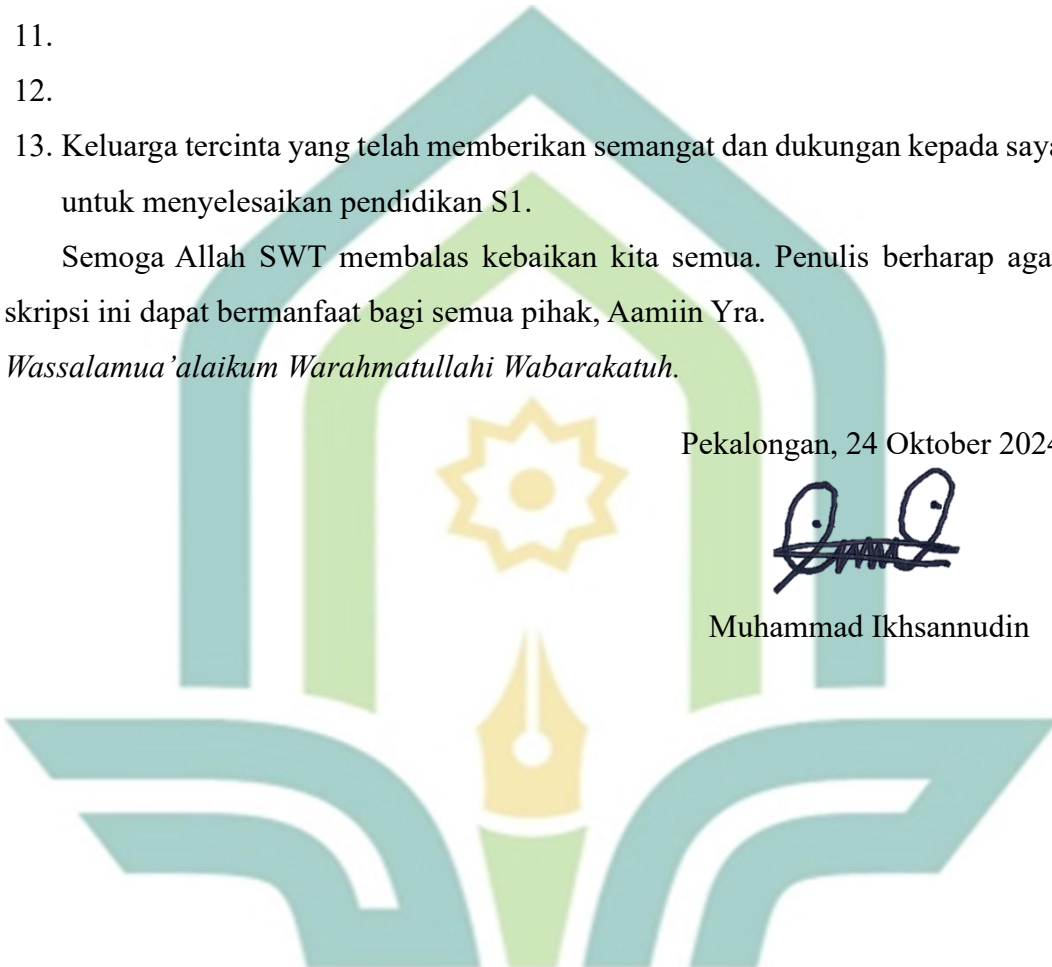 11.
12.
13. Keluarga tercinta yang telah memberikan semangat dan dukungan kepada saya
untuk menyelesaikan pendidikan S1.
Semoga Allah SWT membalas kebaikan kita semua. Penulis berharap aga
skripsi ini dapat bermanfaat bagi semua pihak, Aamiin Yra.
Wassalamua’alaikum Warahmatullahi Wabarakatuh.
Pekalongan, 24 Oktober 2024
Muhammad Ikhsannudin